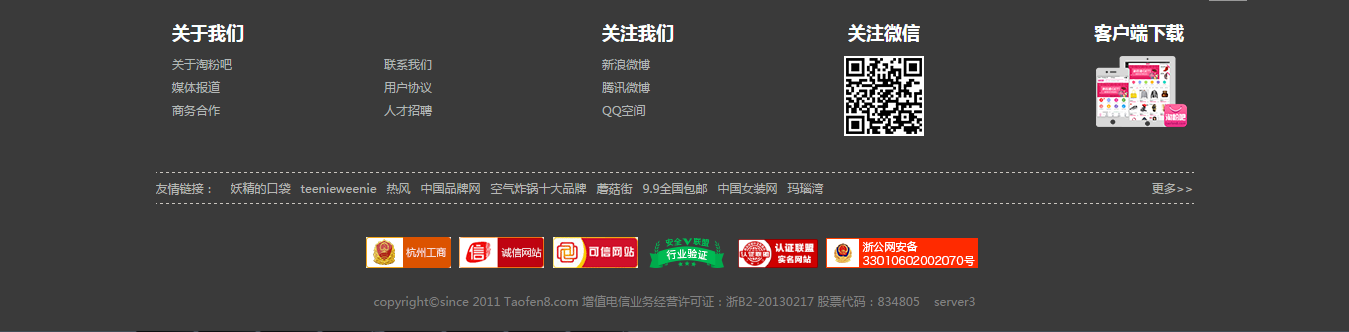 关于我们
关于淘粉吧
媒体报道
商务合作
联系我们
用户协议
人才招聘
关注我们
新浪微博
腾讯微博
QQ空间
关注微信
客户端下载
淘粉吧
友情链接： 妖精的口袋 teenieweenie 热风 中国品牌网 空气炸锅十大品牌 蘑菇街 9.9全国包邮 中国女装网 玛瑙湾 更多>>
杭州工商
信 诚信网站
可信网站
安全V联盟
行业验证
认证联盟
认证联盟
实名网站
浙公网安备
33010602002070号
copyright©since 2011 Taofen8.com 增值电信业务经营许可证：浙B2-20130217 股票代码：834805 server3